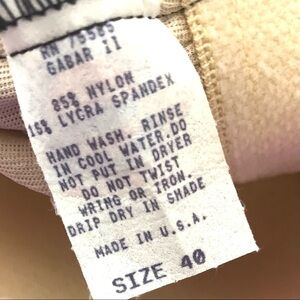 RN 75585
GABAR II
85% NYLON
15% LYCRA SPANDEX
HAND WASH. RINSE
IN COOL WATER.DO
NOT PUT IN DRYER
DO NOT TWIST
WRING OR IRON.
DRIP DRY IN SHADE
MADE IN U.S.A.
SIZE 40